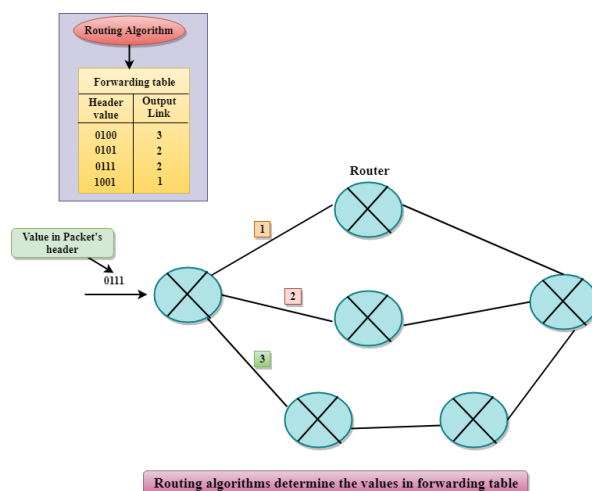 Routing Algorithm
Forwarding table
Header value
Output Link
0100 3
0101 2
0111 2
1001 1
Router
Value in Packet's
header
0111
1
2
3
Routing algorithms determine the values in forwarding table